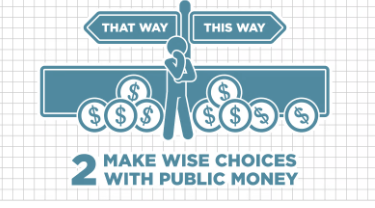 THAT WAY
THIS WAY
$ $ $ $ $ $ $ $
2 MAKE WISE CHOICES
WITH PUBLIC MONEY